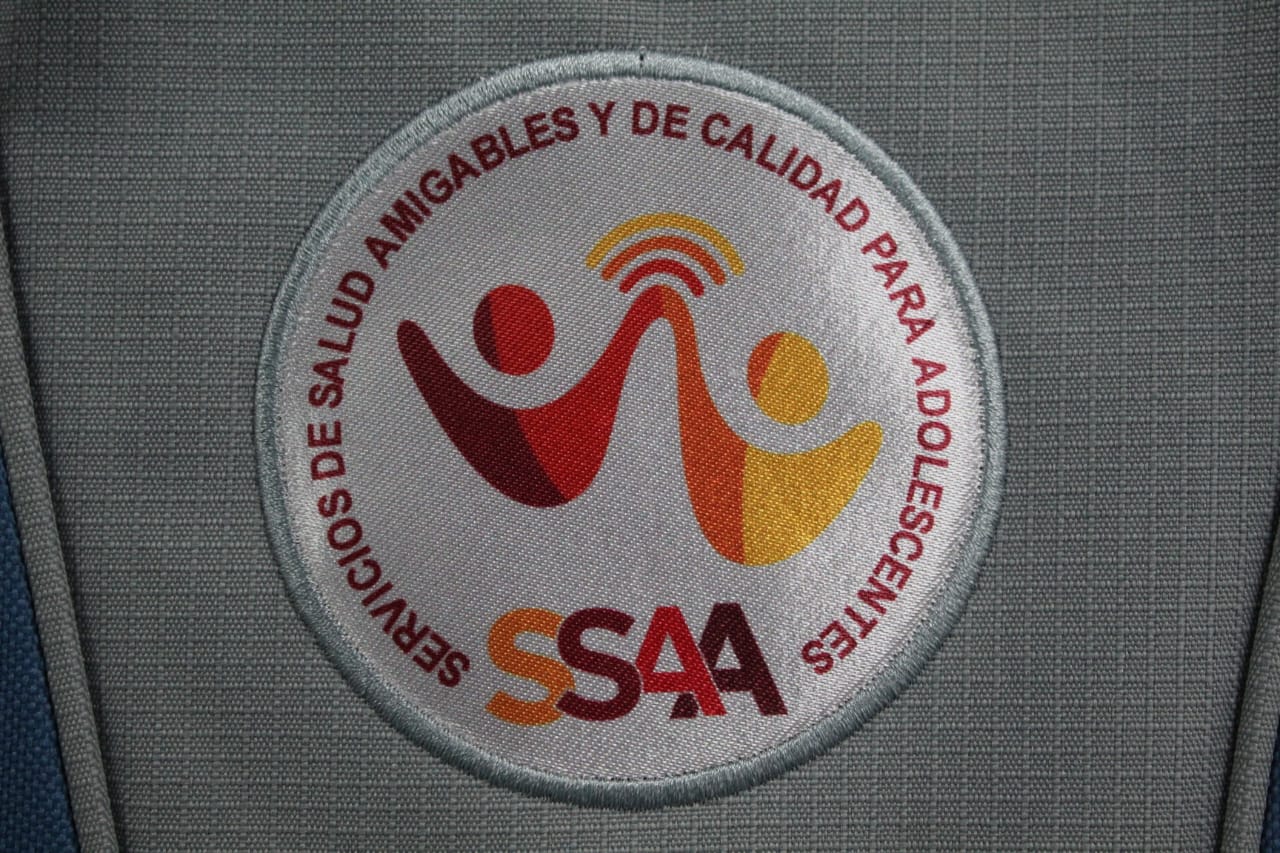 SERVICIOS DE SALUD AMIGABLES Y DE CALIDAD PARA ADOLESCENTES
SSAA